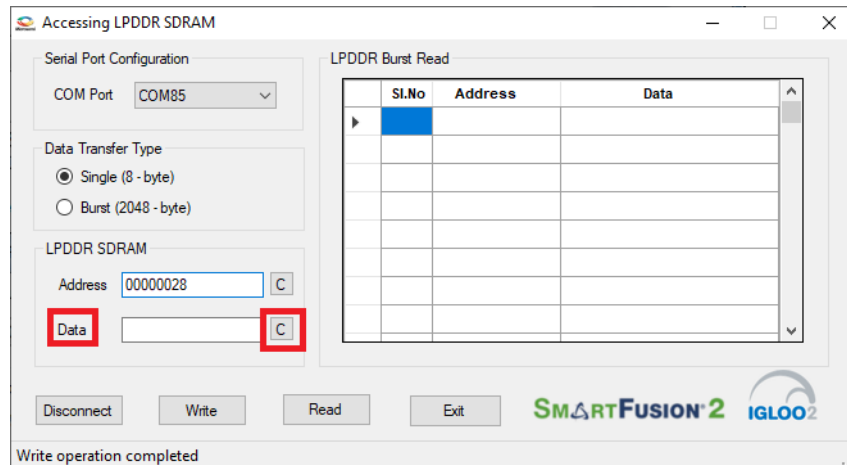 Accessing LPDDR SDRAM
Serial Port Configuration
COM Port COM85
Data Transfer Type
Single (8 - byte)
Burst (2048 - byte)
LPDDR SDRAM
Address 00000028 C
Data C
LPDDR Burst Read
Sl.No Address Data
Disconnect Write Read Exit SMARTFUSION®2 IGLOO2
Write operation completed